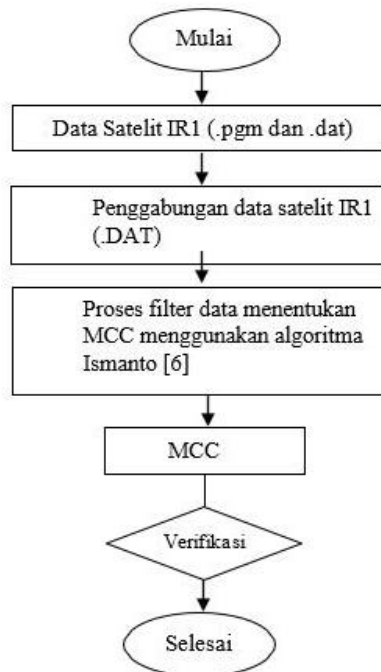 Mulai
Data Satelit IR1 (.pgm dan .dat)
Penggabungan data satelit IR1
(.DAT)
Proses filter data menentukan
MCC menggunakan algoritma
Ismanto [6]
MCC
Verifikasi
Selesai